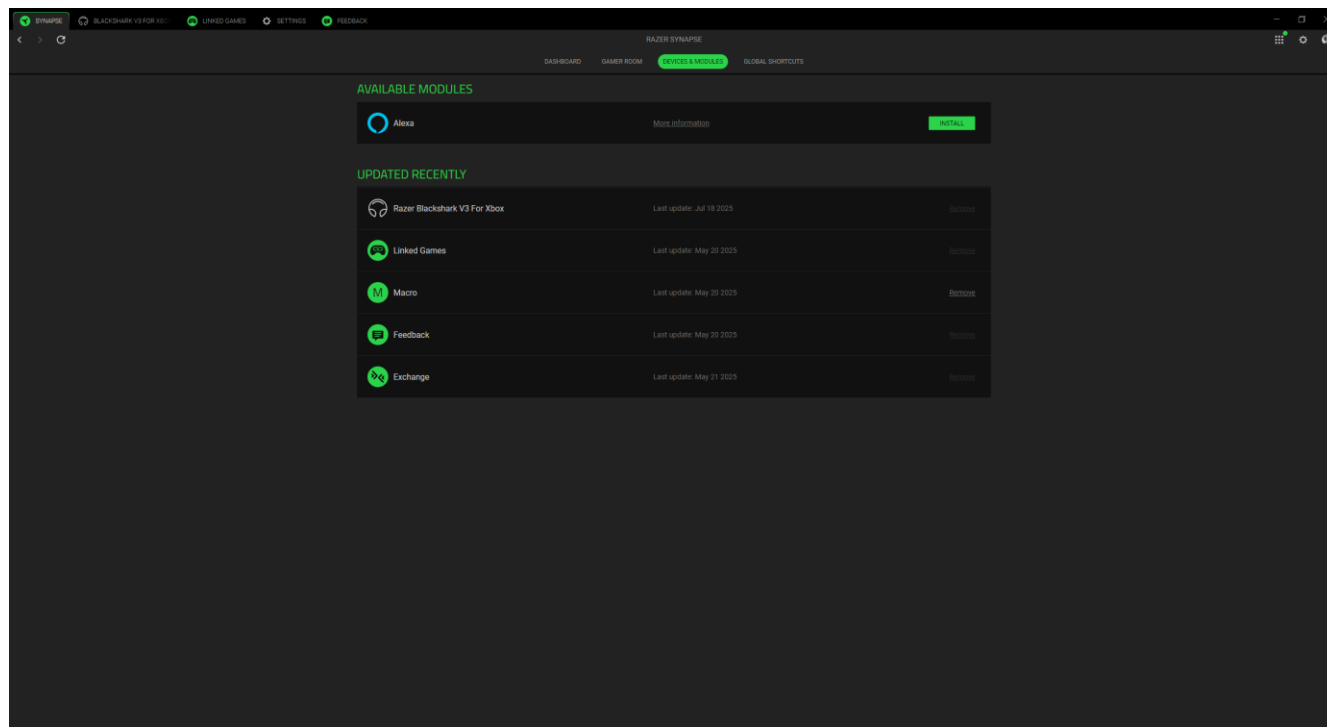 SYNAPSE BLACKSHARK V3 FOR XBO LINKED GAMES SETTINGS FEEDBACK
RAZER SYNAPSE
DASHBOARD GAMER ROOM DEVICES & MODULES GLOBAL SHORTCUTS
AVAILABLE MODULES
Alexa More information INSTALL
UPDATED RECENTLY
Razer Blackshark V3 For Xbox Last update: Jul 18 2025 Remove
Linked Games Last update: May 20 2025 Remove
M Macro Last update: May 20 2025 Remove
Feedback Last update: May 20 2025 Remove
Exchange Last update: May 21 2025 Remove